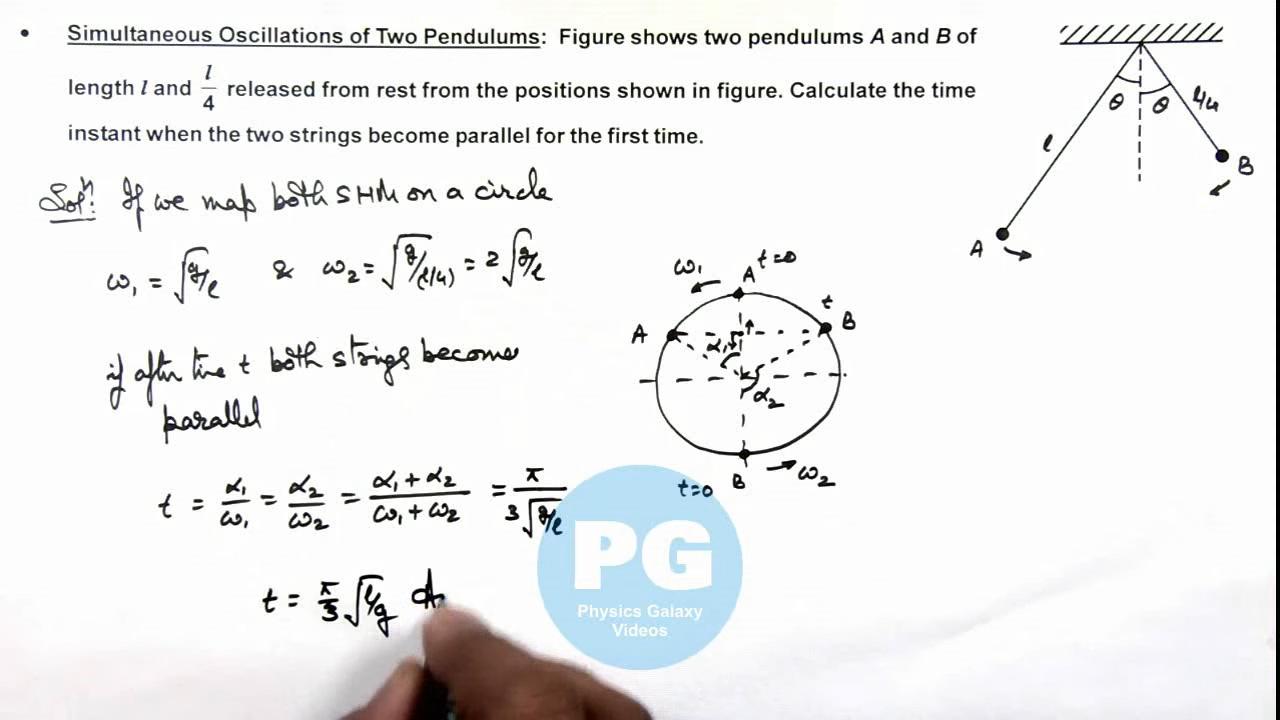 • Simultaneous Oscillations of Two Pendulums: Figure shows two pendulums A and B of
length l and l/4 released from rest from the positions shown in figure. Calculate the time
instant when the two strings become parallel for the first time.
Solⁿ: If we map both SHM on a circle
ω₁ = √(g/l) & ω₂ = √(g/(l/4)) = 2√(g/l)
if after time t both strings become
parallel
t = α₁/ω₁ = α₂/ω₂ = (α₁+α₂)/(ω₁+ω₂) = π/(3√(g/l))
t = π/3 √(l/g) A
θ θ l/4
l
B
A
ω₁ A t=0
A t B
α₁
α₂
t=0 B ω₂
PG
Physics Galaxy
Videos